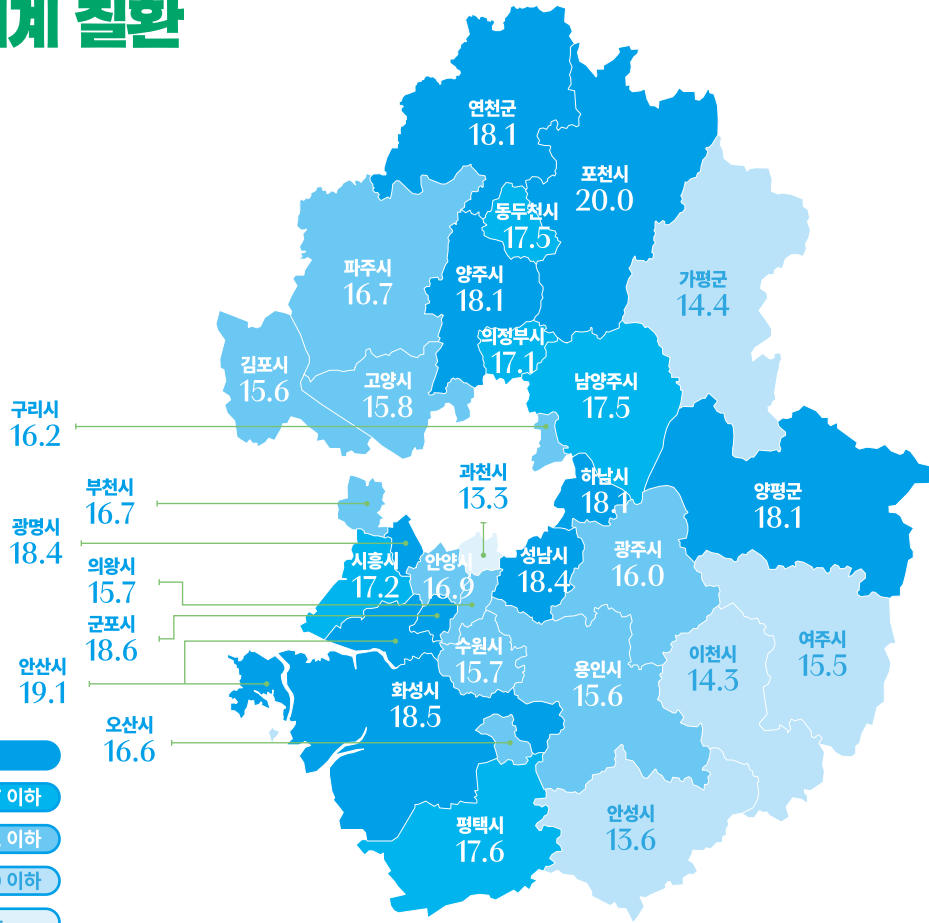 계 질환
연천군
18.1
포천시
20.0
동두천시
17.5
파주시
16.7
양주시
18.1
가평군
14.4
의정부시
17.1
김포시
15.6
고양시
15.8
남양주시
17.5
구리시
16.2
과천시
13.3
하남시
18.1
양평군
18.1
부천시
16.7
광명시
18.4
시흥시
17.2
안양시
16.9
성남시
18.4
광주시
16.0
의왕시
15.7
군포시
18.6
수원시
15.7
용인시
15.6
이천시
14.3
여주시
15.5
안산시
19.1
화성시
18.5
오산시
16.6
이하
이하
이하
안성시
13.6
평택시
17.6